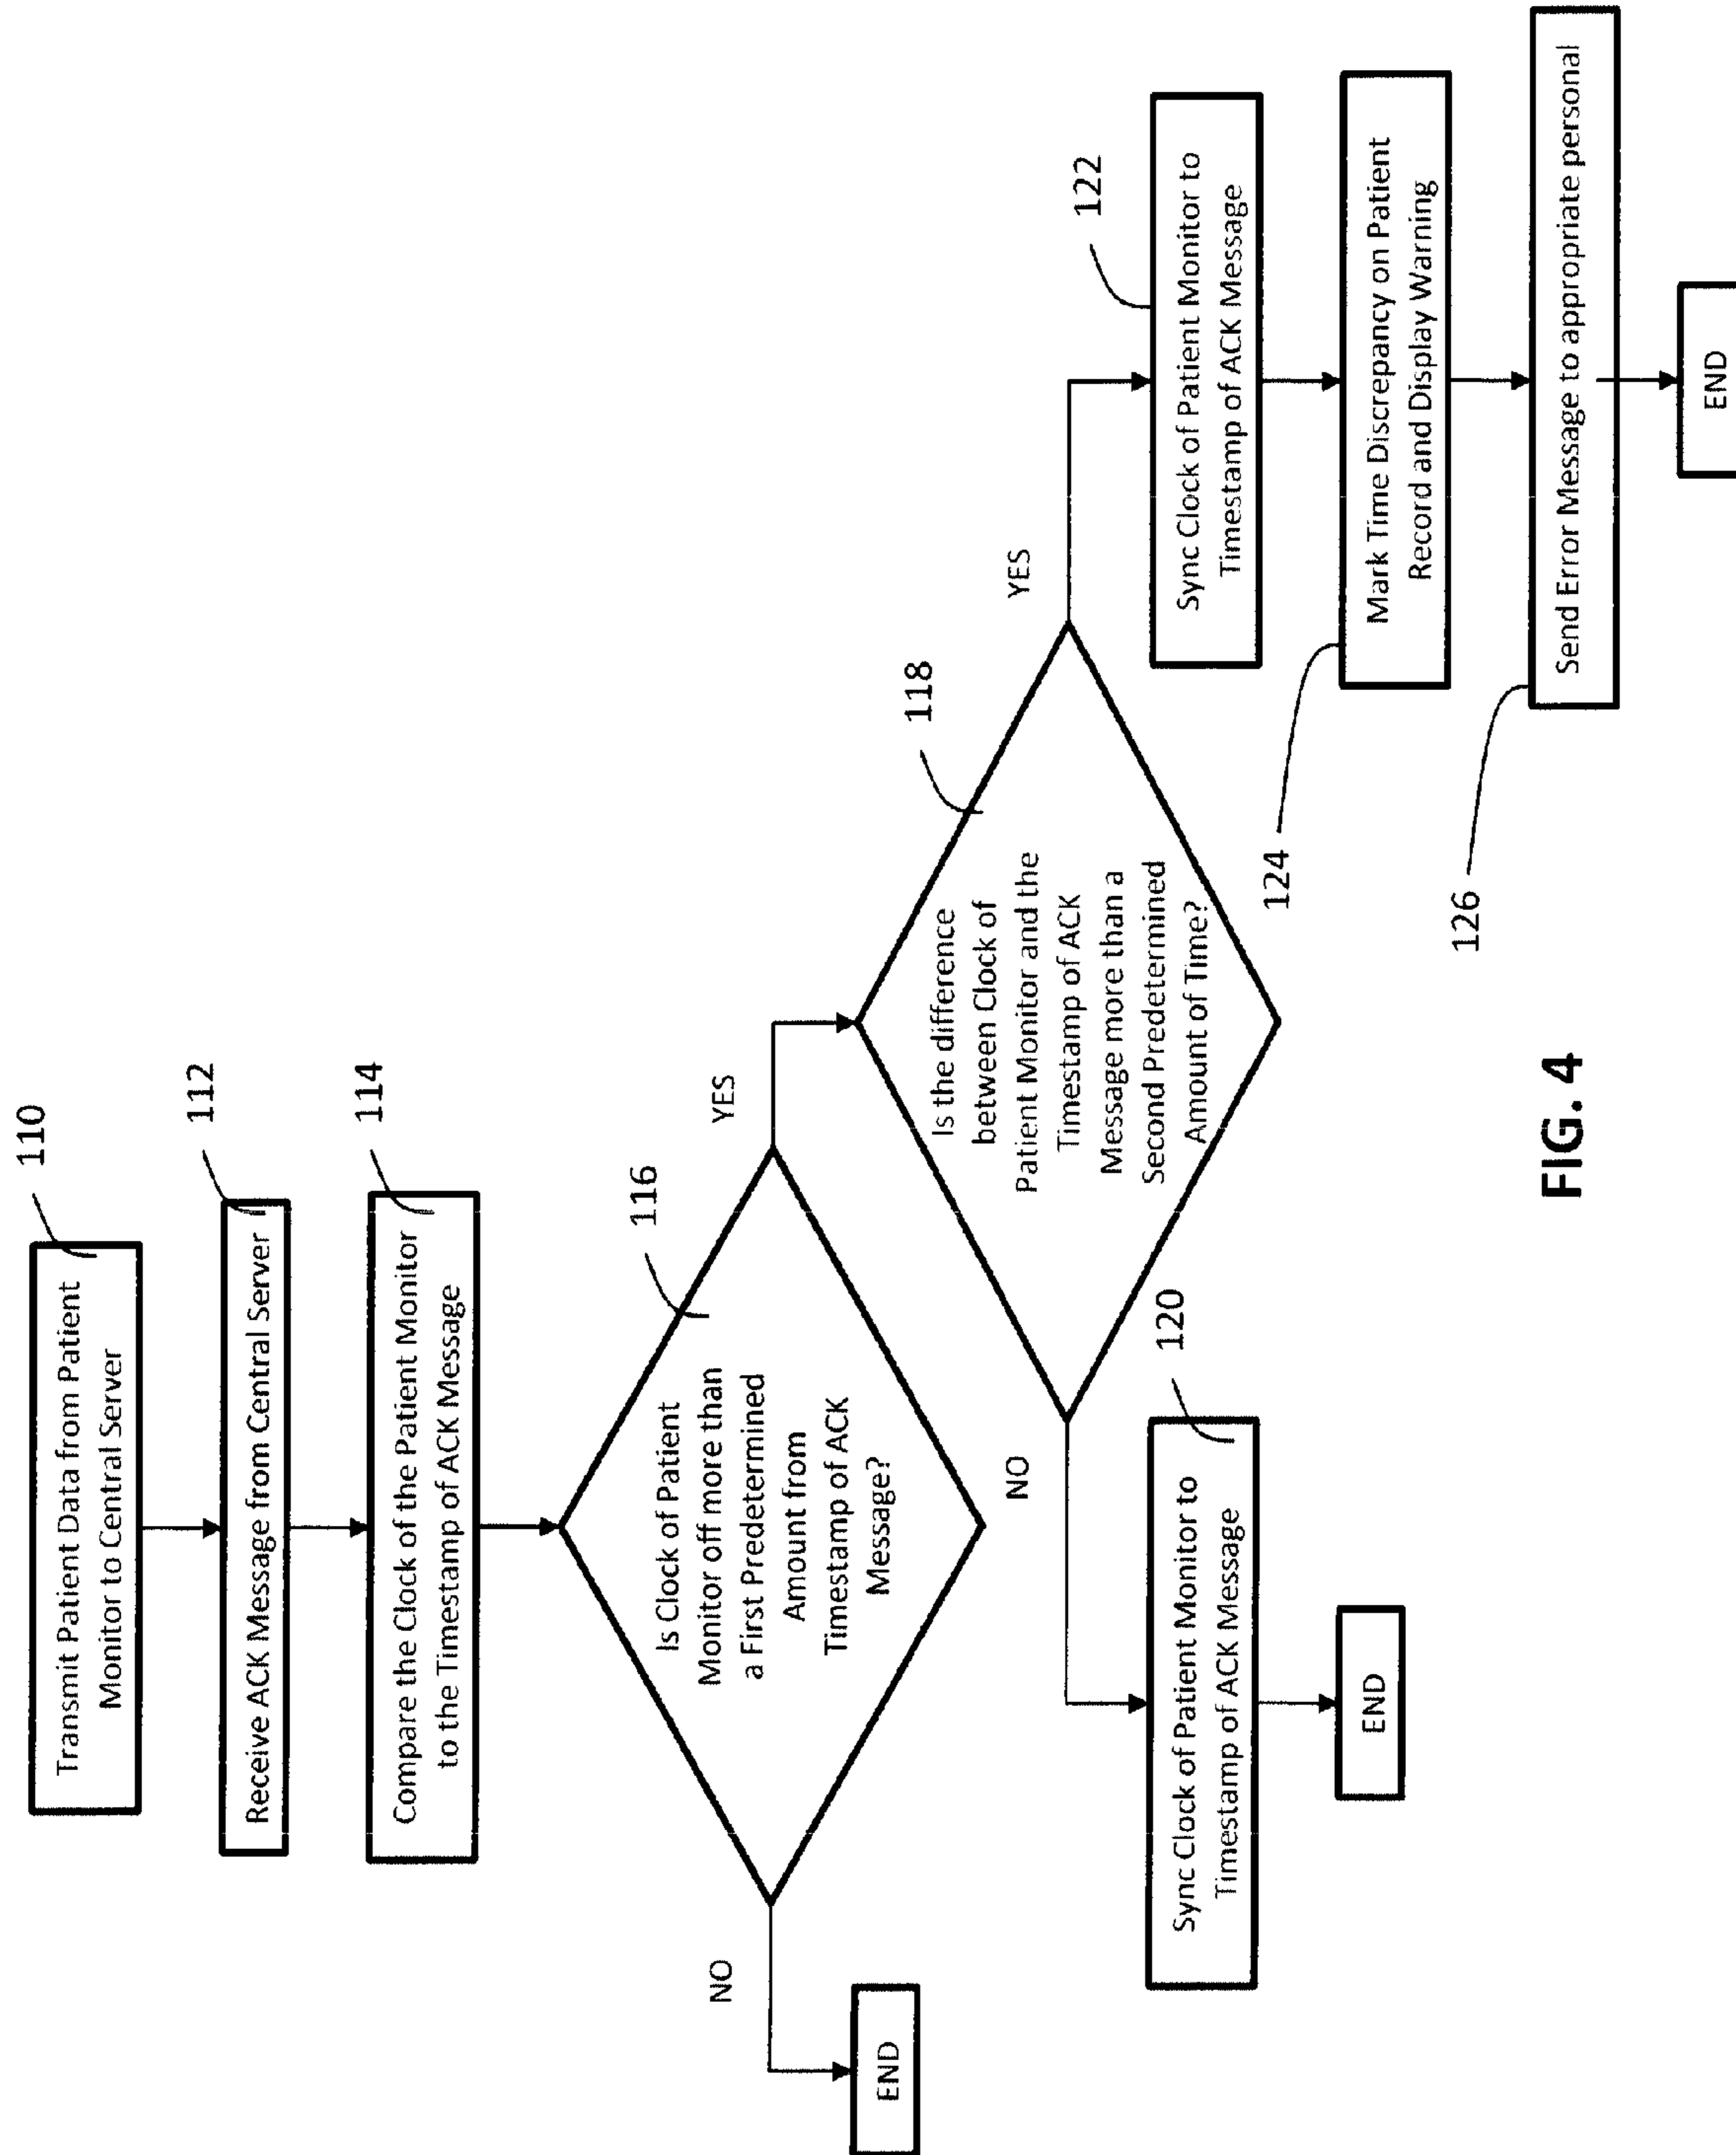 110
Transmit Patient Data from Patient
Monitor to Central Server
112
Receive ACK Message from Central Server
114
Compare the Clock of the Patient Monitor
to the Timestamp of ACK Message
116
Is Clock of Patient
Monitor off more than
a First Predetermined
Amount from
Timestamp of ACK
Message?
NO
YES
END
118
Is the difference
between Clock of
Patient Monitor and the
Timestamp of ACK
Message more than a
Second Predetermined
Amount of Time?
NO
YES
120
Sync Clock of Patient Monitor to
Timestamp of ACK Message
END
122
Sync Clock of Patient Monitor to
Timestamp of ACK Message
124
Mark Time Discrepancy on Patient
Record and Display Warning
126
Send Error Message to appropriate personal
END
FIG. 4